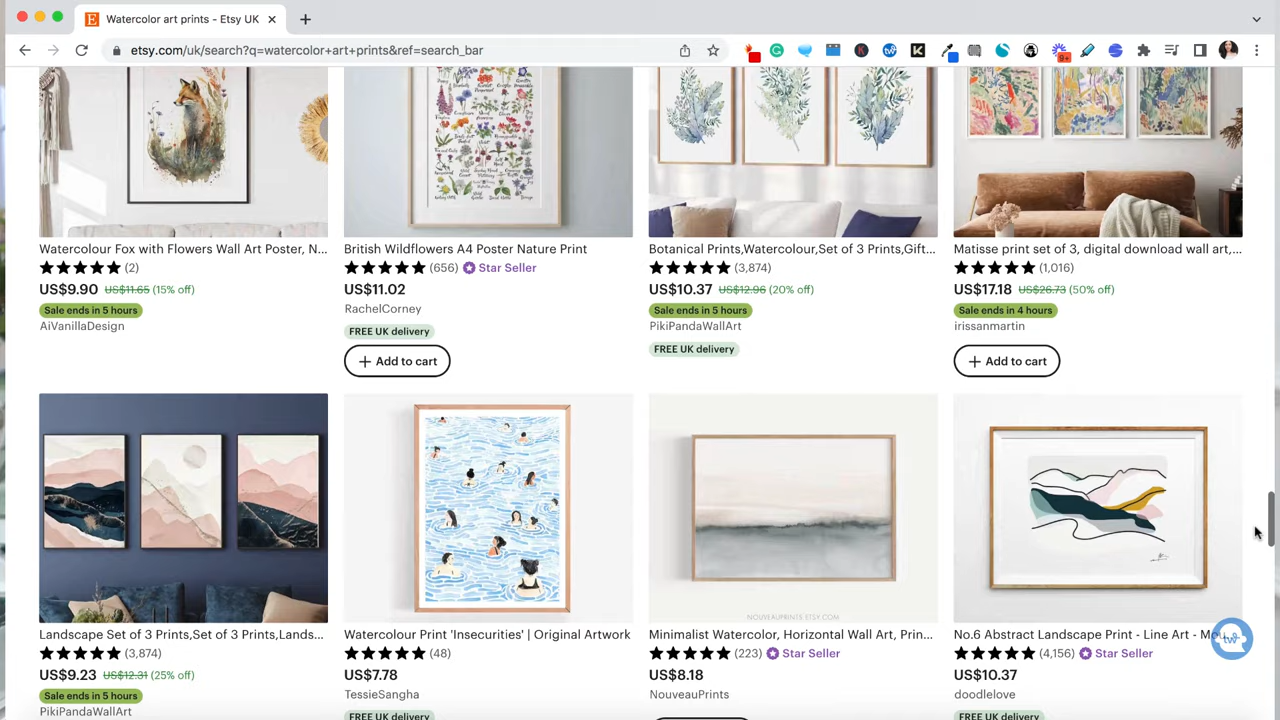 Watercolor art prints - Etsy UK
etsy.com/uk/search?q=watercolor+art+prints&ref=search_bar
9+
Watercolour Fox with Flowers Wall Art Poster, N...
(2)
US$9.90 US$11.65 (15% off)
Sale ends in 5 hours
AiVanillaDesign
British Wildflowers A4 Poster Nature Print
(656) Star Seller
US$11.02
RachelCorney
FREE UK delivery
+ Add to cart
Botanical Prints,Watercolour,Set of 3 Prints,Gift...
(3,874)
US$10.37 US$12.96 (20% off)
Sale ends in 5 hours
PikiPandaWallArt
FREE UK delivery
Matisse print set of 3, digital download wall art,...
(1,016)
US$17.18 US$26.73 (50% off)
Sale ends in 4 hours
irissanmartin
+ Add to cart
Landscape Set of 3 Prints,Set of 3 Prints,Lands...
(3,874)
US$9.23 US$12.31 (25% off)
Sale ends in 5 hours
PikiPandaWallArt
Watercolour Print 'Insecurities' | Original Artwork
(48)
US$7.78
TessieSangha
FREE UK delivery
NOUVEAUPRINTS.ETSY.COM
Minimalist Watercolor, Horizontal Wall Art, Prin...
(223) Star Seller
US$8.18
NouveauPrints
No.6 Abstract Landscape Print - Line Art - Mo
tw
(4,156) Star Seller
US$10.37
doodlelove
FREE UK delivery